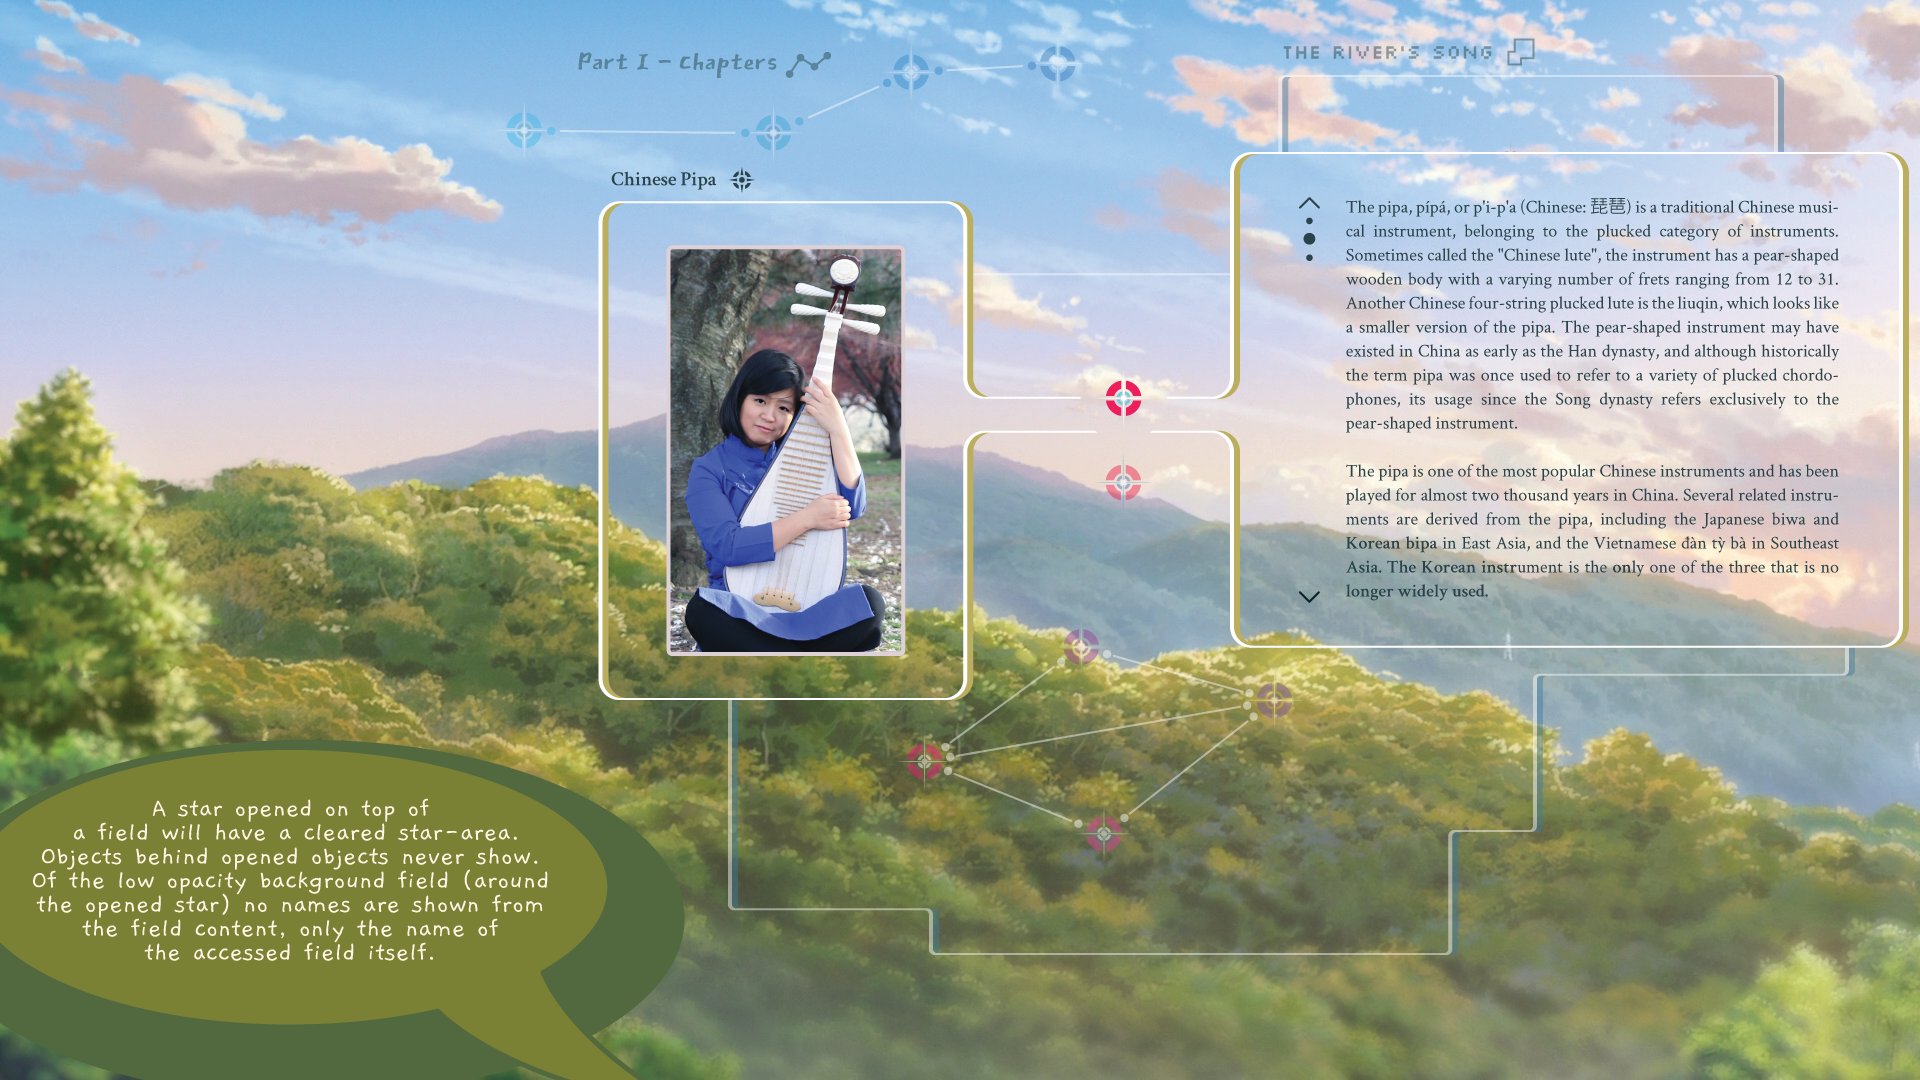 Part I - Chapters
THE RIVER'S SONG
Chinese Pipa
The pipa, pípá, or p'i-p'a (Chinese: 琵琶) is a traditional Chinese musi-
cal instrument, belonging to the plucked category of instruments.
Sometimes called the "Chinese lute", the instrument has a pear-shaped
wooden body with a varying number of frets ranging from 12 to 31.
Another Chinese four-string plucked lute is the liuqin, which looks like
a smaller version of the pipa. The pear-shaped instrument may have
existed in China as early as the Han dynasty, and although historically
the term pipa was once used to refer to a variety of plucked chordo-
phones, its usage since the Song dynasty refers exclusively to the
pear-shaped instrument.
The pipa is one of the most popular Chinese instruments and has been
played for almost two thousand years in China. Several related instru-
ments are derived from the pipa, including the Japanese biwa and
Korean bipa in East Asia, and the Vietnamese đàn tỳ bà in Southeast
Asia. The Korean instrument is the only one of the three that is no
longer widely used.
A star opened on top of
a field will have a cleared star-area.
Objects behind opened objects never show.
Of the low opacity background field (around
the opened star) no names are shown from
the field content, only the name of
the accessed field itself.